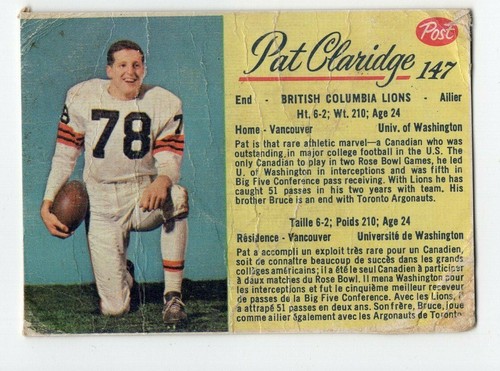 Post
Pat Claridge 147
End - BRITISH COLUMBIA LIONS - Ailier
Ht. 6-2; Wt. 210; Age 24
Home - Vancouver Univ. of Washington
Pat is that rare athletic marvel—a Canadian who was
outstanding in major college football in the U.S. The
only Canadian to play in two Rose Bowl Games, he led
U. of Washington in interceptions and was fifth in
Big Five Conference pass receiving. With Lions he has
caught 51 passes in his two years with team. His
brother Bruce is an end with Toronto Argonauts.
Taille 6-2; Poids 210; Age 24
Résidence - Vancouver Université de Washington
Pat a accompli un exploit très rare pour un Canadien,
soit de connaître beaucoup de succès dans les grands
collèges américains; il a été le seul Canadien à participer
à deux matches du Rose Bowl. Il mena Washington pour
les interceptions et fut le cinquième meilleur receveur
de passes de la Big Five Conférence. Avec les Lions, il
a attrapé 51 passes en deux ans. Son frère, Bruce, joue
comme ailier également avec les Argonauts de Toronto
78
78